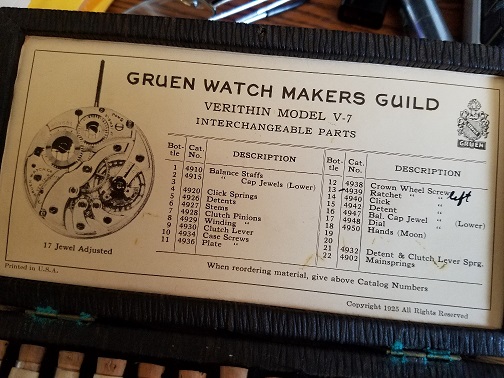 GRUEN WATCH MAKERS GUILD
VERITHIN MODEL V-7
INTERCHANGEABLE PARTS
GRUEN
17 Jewel Adjusted
Bot-tle Cat. No. DESCRIPTION
1 4910 Balance Staffs
2 4915 Cap Jewels (Lower)
3
4 4920 Click Springs
5 4926 Detents
6 4927 Stems
7 4928 Clutch Pinions
8 4929 Winding "
9 4930 Clutch Lever
10 4934 Case Screws
11 4936 Plate "
Bot-tle Cat. No. DESCRIPTION
12 4938 Crown Wheel Screws
13 4939 Ratchet " " left
14 4940 Click "
15 4942 Detent "
16 4947 Bal. Cap Jewel " (Lower)
17 4948 Dial "
18 4950 Hands (Moon)
19
20
21 4932 Detent & Clutch Lever Sprg.
22 4902 Mainsprings
When reordering material, give above Catalog Numbers
Printed in U.S.A.
Copyright 1925 All Rights Reserved